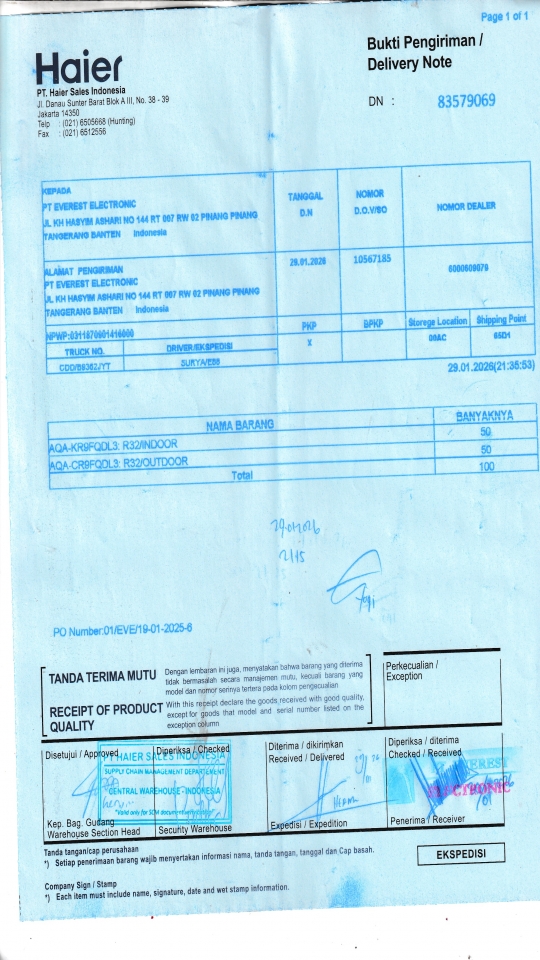 Page 1 of 1
Haier
PT. Haier Sales Indonesia
Jl. Danau Sunter Barat Blok A III, No. 38 - 39
Jakarta 14350
Telp : (021) 6505668 (Hunting)
Fax : (021) 6512556
Bukti Pengiriman /
Delivery Note
DN : 83579069
KEPADA
PT EVEREST ELECTRONIC
JL KH HASYIM ASHARI NO 144 RT 007 RW 02 PINANG PINANG
TANGERANG BANTEN Indonesia
TANGGAL
D.N
NOMOR
D.O.V/SO
NOMOR DEALER
ALAMAT PENGIRIMAN
PT EVEREST ELECTRONIC
JL KH HASYIM ASHARI NO 144 RT 007 RW 02 PINANG PINANG
TANGERANG BANTEN Indonesia
29.01.2026
10567185
6000609079
NPWP:0311870901416000
PKP
BPKP
Storege Location
Shipping Point
TRUCK NO.
DRIVER/EKSPEDISI
X
09AC
65D1
SURYA/ESS
29.01.2026(21:35:53)
NAMA BARANG
BANYAKNYA
AQA-KR9FQDL3: R32/INDOOR
50
AQA-CR9FQDL3: R32/OUTDOOR
50
Total
100
Yogi
PO Number:01/EVE/19-01-2025-6
TANDA TERIMA MUTU
Dengan lembaran ini juga, menyatakan bahwa barang yang diterima
tidak bermasalah secara manajemen mutu, kecuali barang yang
model dan nomor serinya tertera pada kolom pengecualian.
RECEIPT OF PRODUCT
QUALITY
With this receipt declare the goods received with good quality,
except for goods that model and serial number listed on the
exception column.
Perkecualian /
Exception
Disetujui / Approved
Diperiksa / Checked
Diterima / dikirimkan
Received / Delivered
Diperiksa / diterima
Checked / Received
HAIER SALES INDONESIA
SUPPLY CHAIN MANAGEMENT DEPARTEMENT
CENTRAL WAREHOUSE-INDONESIA
EVEREST
ELECTRONIC
Kep. Bag. Gudang
Warehouse Section Head
Security Warehouse
Expedisi / Expedition
Penerima / Receiver
Tanda tangan/cap perusahaan
*) Setiap penerimaan barang wajib menyertakan informasi nama, tanda tangan, tanggal dan Cap basah.
EKSPEDISI
Company Sign / Stamp
*) Each item must include name, signature, date and wet stamp information.